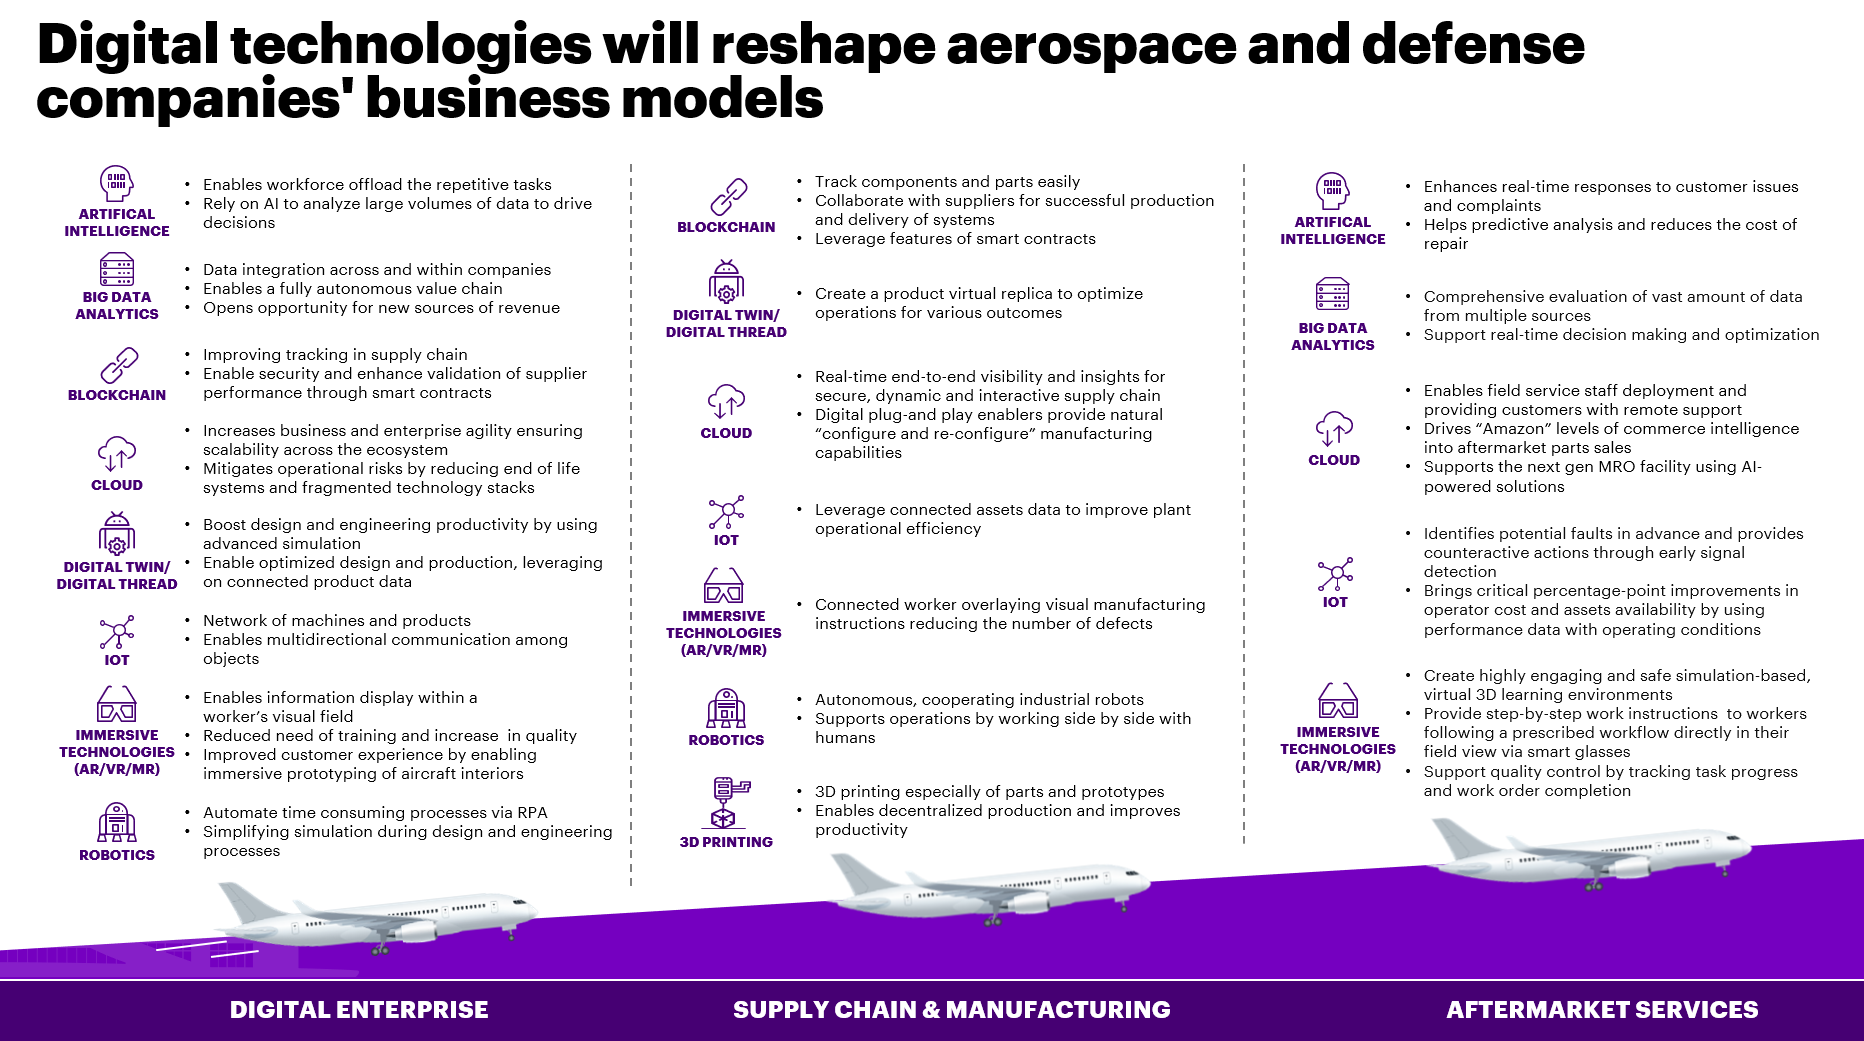 Digital technologies will reshape aerospace and defense
companies' business models
ARTIFICAL
INTELLIGENCE
• Enables workforce offload the repetitive tasks
• Rely on AI to analyze large volumes of data to drive
decisions
BIG DATA
ANALYTICS
• Data integration across and within companies
• Enables a fully autonomous value chain
• Opens opportunity for new sources of revenue
BLOCKCHAIN
• Improving tracking in supply chain
• Enable security and enhance validation of supplier
performance through smart contracts
CLOUD
• Increases business and enterprise agility ensuring
scalability across the ecosystem
• Mitigates operational risks by reducing end of life
systems and fragmented technology stacks
DIGITAL TWIN/
DIGITAL THREAD
• Boost design and engineering productivity by using
advanced simulation
• Enable optimized design and production, leveraging
on connected product data
IOT
• Network of machines and products
• Enables multidirectional communication among
objects
IMMERSIVE
TECHNOLOGIES
(AR/VR/MR)
• Enables information display within a
worker’s visual field
• Reduced need of training and increase  in quality
• Improved customer experience by enabling
immersive prototyping of aircraft interiors
ROBOTICS
• Automate time consuming processes via RPA
• Simplifying simulation during design and engineering
processes
BLOCKCHAIN
• Track components and parts easily
• Collaborate with suppliers for successful production
and delivery of systems
• Leverage features of smart contracts
DIGITAL TWIN/
DIGITAL THREAD
• Create a product virtual replica to optimize
operations for various outcomes
CLOUD
• Real-time end-to-end visibility and insights for
secure, dynamic and interactive supply chain
• Digital plug-and play enablers provide natural
“configure and re-configure” manufacturing
capabilities
IOT
• Leverage connected assets data to improve plant
operational efficiency
IMMERSIVE
TECHNOLOGIES
(AR/VR/MR)
• Connected worker overlaying visual manufacturing
instructions reducing the number of defects
ROBOTICS
• Autonomous, cooperating industrial robots
• Supports operations by working side by side with
humans
3D PRINTING
• 3D printing especially of parts and prototypes
• Enables decentralized production and improves
productivity
ARTIFICAL
INTELLIGENCE
• Enhances real-time responses to customer issues
and complaints
• Helps predictive analysis and reduces the cost of
repair
BIG DATA
ANALYTICS
• Comprehensive evaluation of vast amount of data
from multiple sources
• Support real-time decision making and optimization
CLOUD
• Enables field service staff deployment and
providing customers with remote support
• Drives “Amazon” levels of commerce intelligence
into aftermarket parts sales
• Supports the next gen MRO facility using AI-
powered solutions
IOT
• Identifies potential faults in advance and provides
counteractive actions through early signal
detection
• Brings critical percentage-point improvements in
operator cost and assets availability by using
performance data with operating conditions
IMMERSIVE
TECHNOLOGIES
(AR/VR/MR)
• Create highly engaging and safe simulation-based,
virtual 3D learning environments
• Provide step-by-step work instructions  to workers
following a prescribed workflow directly in their
field view via smart glasses
• Support quality control by tracking task progress
and work order completion
DIGITAL ENTERPRISE
SUPPLY CHAIN & MANUFACTURING
AFTERMARKET SERVICES